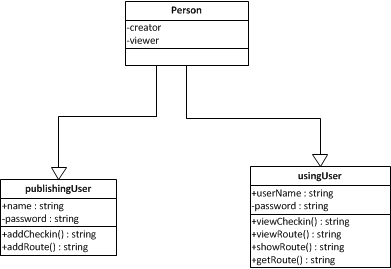 Person
-creator
-viewer
publishingUser
+name : string
-password : string
+addCheckin() : string
+addRoute() : string
usingUser
+userName : string
-password : string
+viewCheckin() : string
+viewRoute() : string
+showRoute() : string
+getRoute() : string